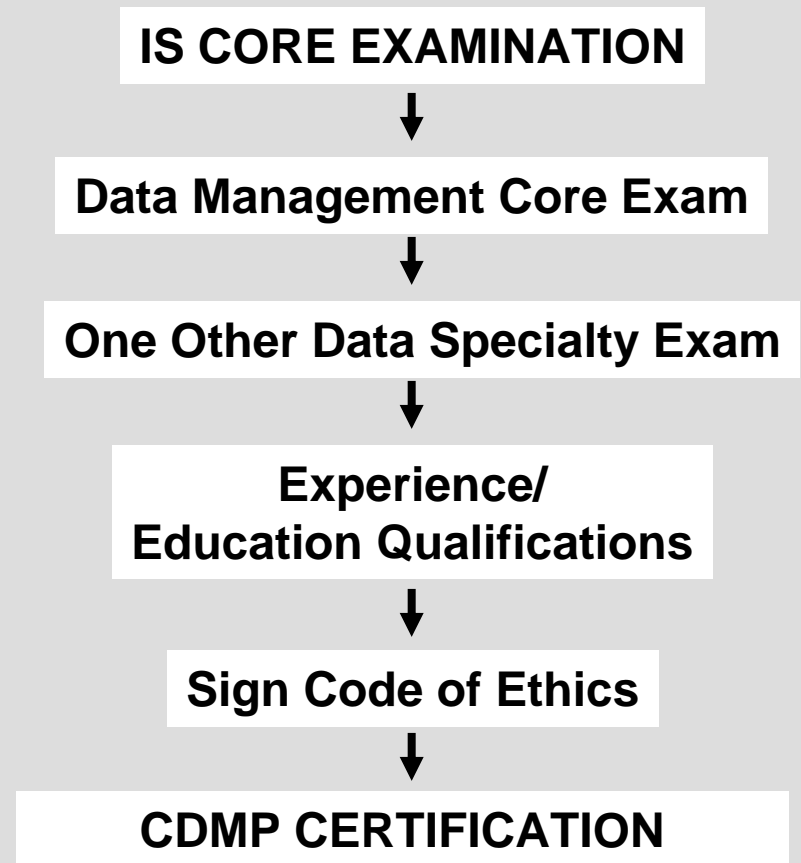 IS CORE EXAMINATION
Data Management Core Exam
One Other Data Specialty Exam
Experience/
Education Qualifications
Sign Code of Ethics
CDMP CERTIFICATION